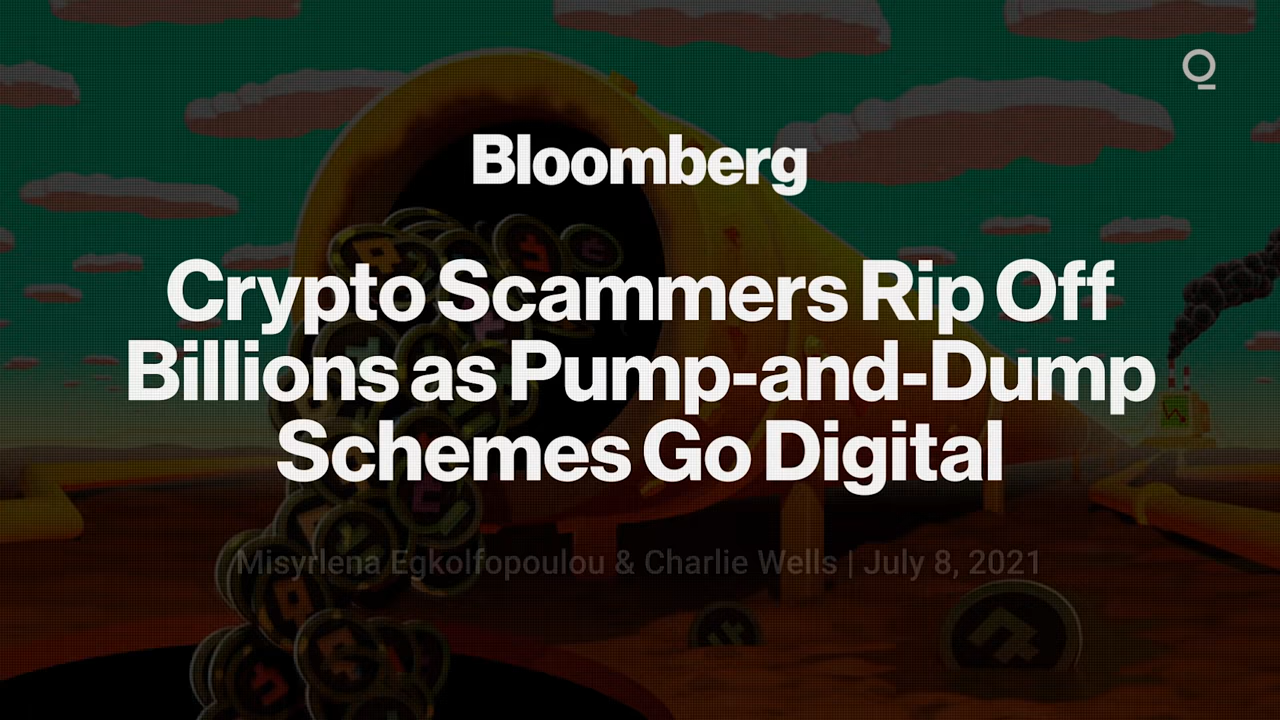 Bloomberg
Crypto Scammers Rip Off
Billions as Pump-and-Dump
Schemes Go Digital
Misyrlena Egkolfopoulou & Charlie Wells | July 8, 2021